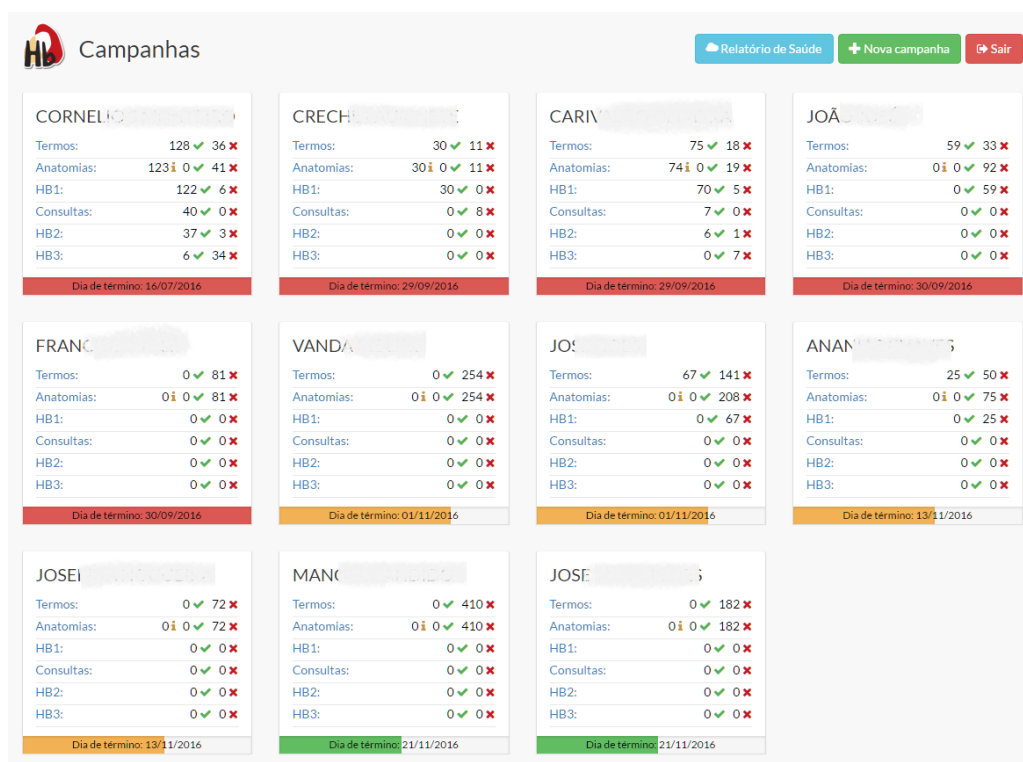 Hb Campanhas
Relatório de Saúde
Nova campanha
Sair
Termos: 128 36
Anatomias: 123 0 41
HB1: 122 6
Consultas: 40 0
HB2: 37 3
HB3: 6 34
Dia de término: 16/07/2016
Termos: 30 11
Anatomias: 30 0 11
HB1: 30 0
Consultas: 0 8
HB2: 0 0
HB3: 0 0
Dia de término: 29/09/2016
Termos: 75 18
Anatomias: 74 0 19
HB1: 70 5
Consultas: 7 0
HB2: 6 1
HB3: 0 7
Dia de término: 29/09/2016
Termos: 59 33
Anatomias: 0 0 92
HB1: 0 59
Consultas: 0 0
HB2: 0 0
HB3: 0 0
Dia de término: 30/09/2016
Termos: 0 81
Anatomias: 0 0 81
HB1: 0 0
Consultas: 0 0
HB2: 0 0
HB3: 0 0
Dia de término: 30/09/2016
VANDA
Termos: 0 254
Anatomias: 0 0 254
HB1: 0 0
Consultas: 0 0
HB2: 0 0
HB3: 0 0
Dia de término: 01/11/2016
Termos: 67 141
Anatomias: 0 0 208
HB1: 0 67
Consultas: 0 0
HB2: 0 0
HB3: 0 0
Dia de término: 01/11/2016
Termos: 25 50
Anatomias: 0 0 75
HB1: 0 25
Consultas: 0 0
HB2: 0 0
HB3: 0 0
Dia de término: 13/11/2016
Termos: 0 72
Anatomias: 0 0 72
HB1: 0 0
Consultas: 0 0
HB2: 0 0
HB3: 0 0
Dia de término: 13/11/2016
Termos: 0 410
Anatomias: 0 0 410
HB1: 0 0
Consultas: 0 0
HB2: 0 0
HB3: 0 0
Dia de término: 21/11/2016
JOSE
Termos: 0 182
Anatomias: 0 0 182
HB1: 0 0
Consultas: 0 0
HB2: 0 0
HB3: 0 0
Dia de término: 21/11/2016